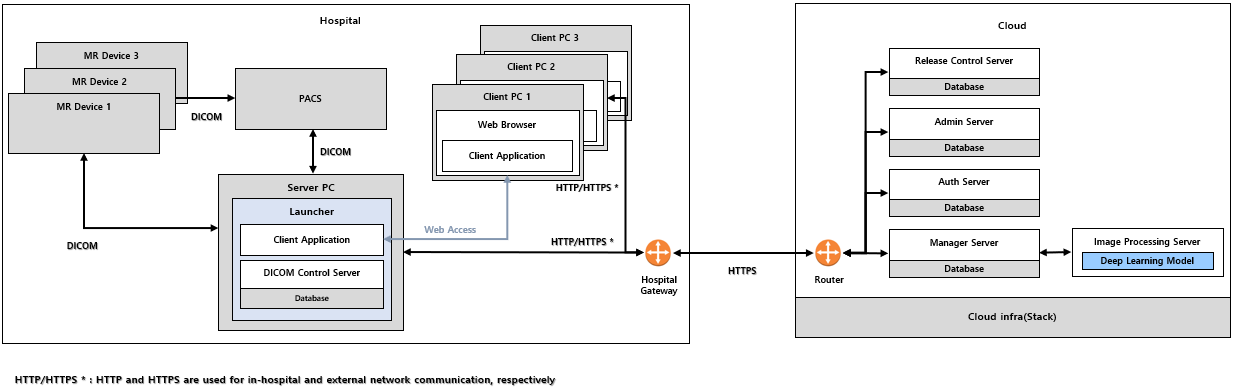 Hospital
MR Device 3
MR Device 2
MR Device 1
DICOM
PACS
DICOM
DICOM
Server PC
Launcher
Client Application
DICOM Control Server
Database
Client PC 3
Client PC 2
Client PC 1
Web Browser
Client Application
HTTP/HTTPS *
Web Access
HTTP/HTTPS *
Hospital
Gateway
HTTPS
Cloud
Router
Release Control Server
Database
Admin Server
Database
Auth Server
Database
Manager Server
Database
Image Processing Server
Deep Learning Model
Cloud infra(Stack)
HTTP/HTTPS * : HTTP and HTTPS are used for in-hospital and external network communication, respectively